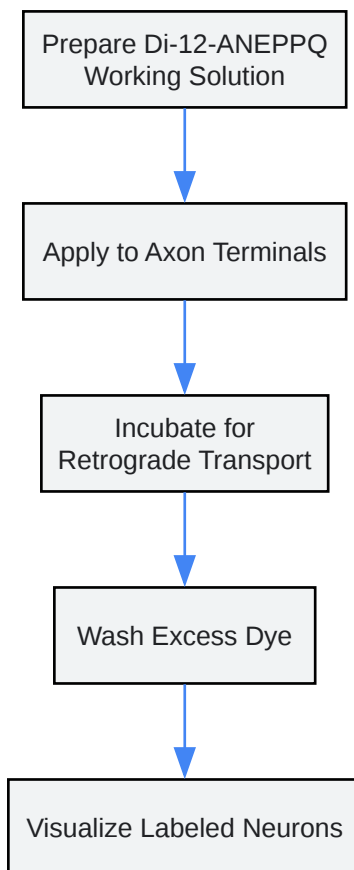 Prepare Di-12-ANEPPQ
Working Solution
Apply to Axon Terminals
Incubate for
Retrograde Transport
Wash Excess Dye
Visualize Labeled Neurons